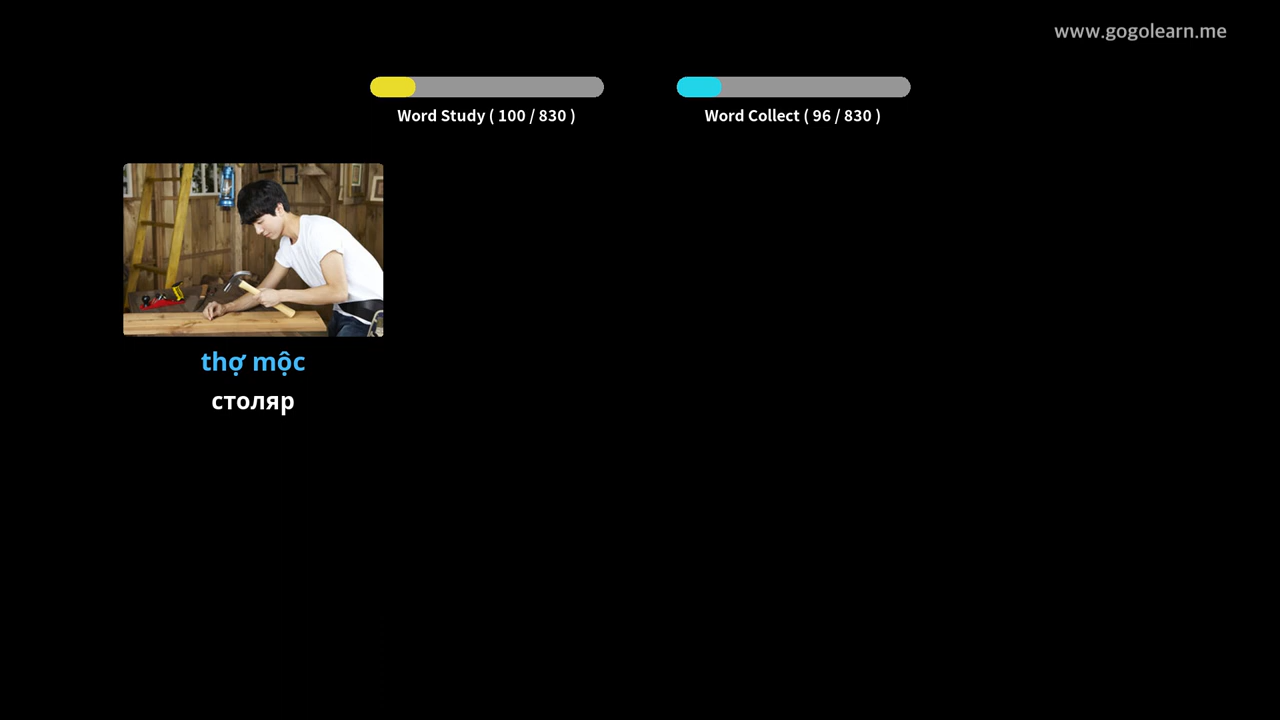 www.gogolearn.me
Word Study ( 100 / 830 )
Word Collect ( 96 / 830 )
thợ mộc
столяр